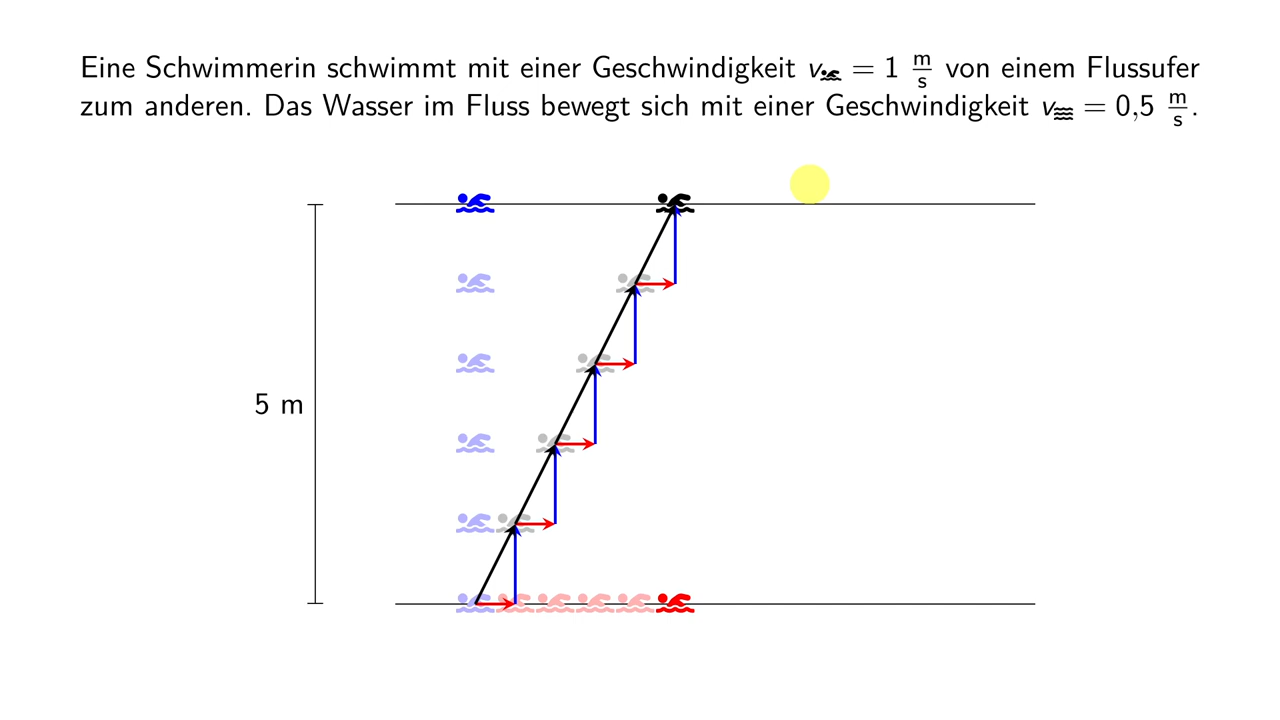 Eine Schwimmerin schwimmt mit einer Geschwindigkeit v = 1 m/s von einem Flussufer
zum anderen. Das Wasser im Fluss bewegt sich mit einer Geschwindigkeit v = 0,5 m/s.
5 m